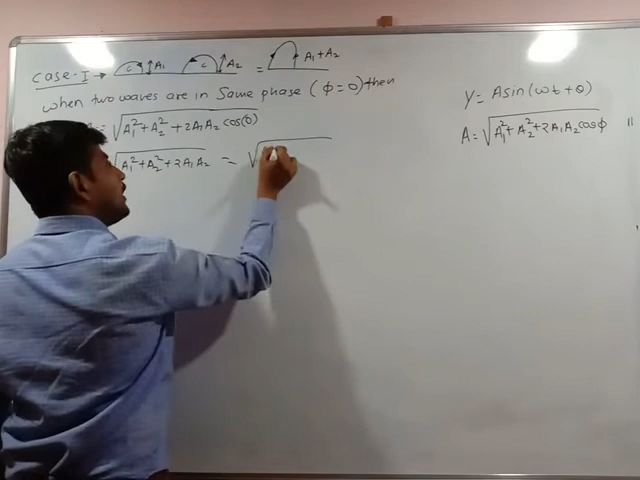 Case-I → c A₁ c A₂ = A₁+A₂
when two waves are in Same phase (ϕ=0) then
= √(A₁²+A₂²+2A₁A₂ cos(0))
√(A₁²+A₂²+2A₁A₂) = √
y = A sin(ωt+θ)
A = √(A₁²+A₂²+2A₁A₂ cosϕ)